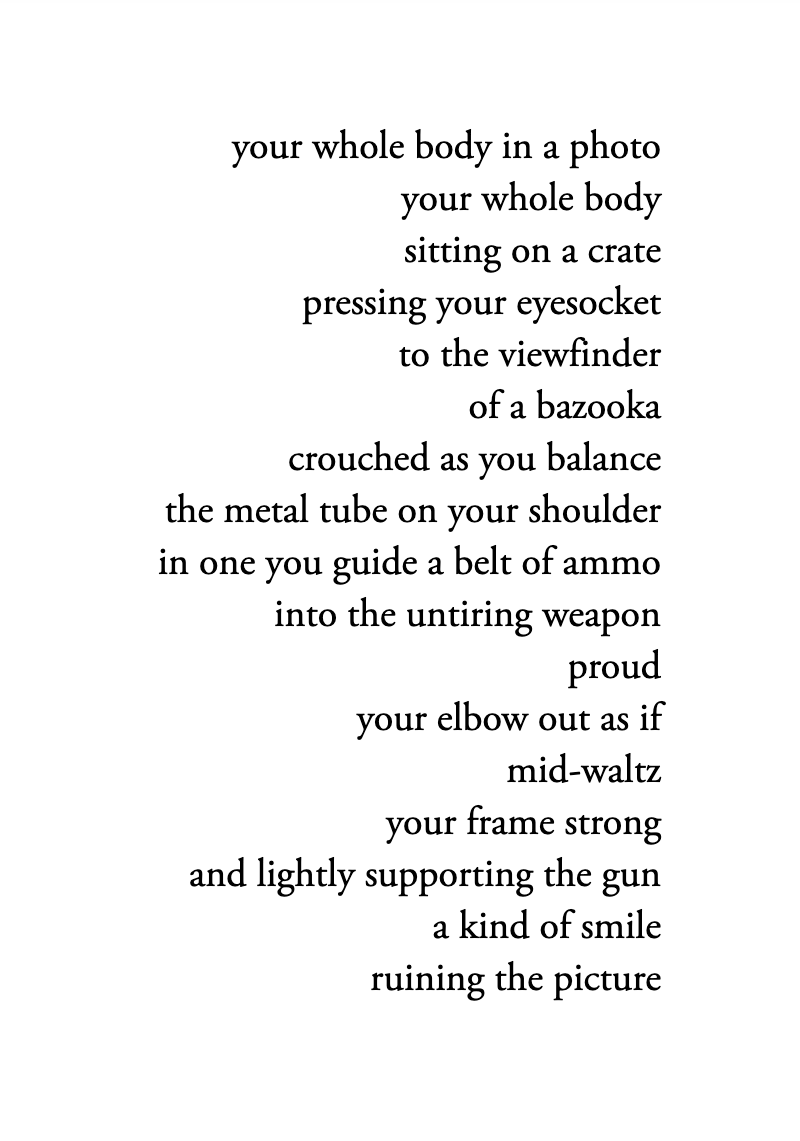 your whole body in a photo
your whole body
sitting on a crate
pressing your eyesocket
to the viewfinder
of a bazooka
crouched as you balance
the metal tube on your shoulder
in one you guide a belt of ammo
into the untiring weapon
proud
your elbow out as if
mid-waltz
your frame strong
and lightly supporting the gun
a kind of smile
ruining the picture